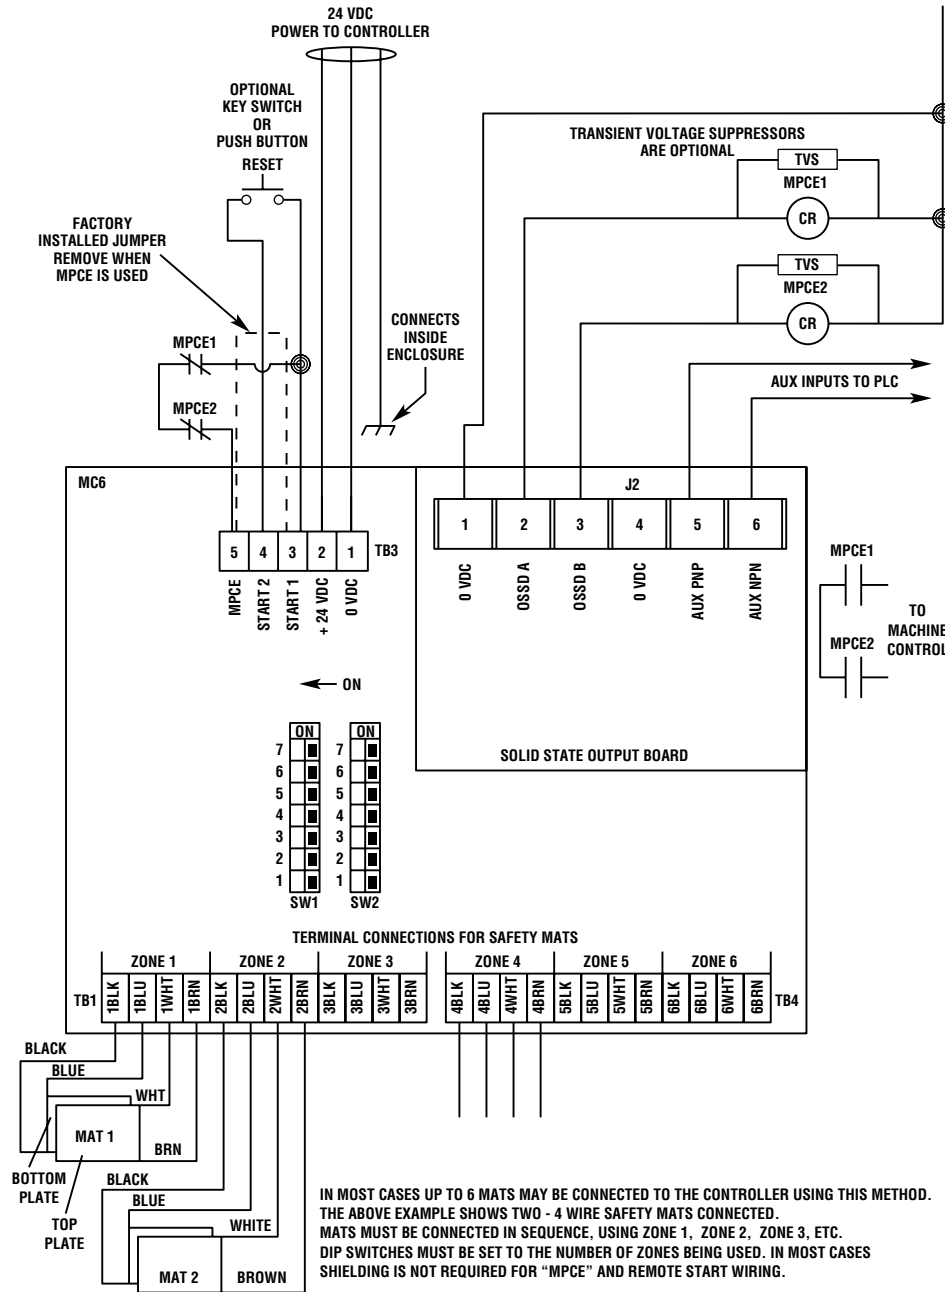 24 VDC
POWER TO CONTROLLER
OPTIONAL
KEY SWITCH
OR
PUSH BUTTON
RESET
TRANSIENT VOLTAGE SUPPRESSORS
ARE OPTIONAL
TVS
MPCE1
CR
TVS
MPCE2
CR
FACTORY
INSTALLED JUMPER
REMOVE WHEN
MPCE IS USED
CONNECTS
INSIDE
ENCLOSURE
MPCE1
MPCE2
AUX INPUTS TO PLC
MC6
J2
5 4 3 2 1 TB3
MPCE
START 2
START 1
+ 24 VDC
0 VDC
1 2 3 4 5 6
0 VDC
OSSD A
OSSD B
0 VDC
AUX PNP
AUX NPN
MPCE1
MPCE2
TO
MACHINE
CONTROL
ON
ON ON
7 7
6 6
5 5
4 4
3 3
2 2
1 1
SW1 SW2
SOLID STATE OUTPUT BOARD
TERMINAL CONNECTIONS FOR SAFETY MATS
ZONE 1 ZONE 2 ZONE 3 ZONE 4 ZONE 5 ZONE 6
TB1 1BLK 1BLU 1WHT 1BRN 2BLK 2BLU 2WHT 2BRN 3BLK 3BLU 3WHT 3BRN 4BLK 4BLU 4WHT 4BRN 5BLK 5BLU 5WHT 5BRN 6BLK 6BLU 6WHT 6BRN TB4
BLACK
BLUE
WHT
MAT 1
BRN
BOTTOM
PLATE
TOP
PLATE
BLACK
BLUE
WHITE
MAT 2
BROWN
IN MOST CASES UP TO 6 MATS MAY BE CONNECTED TO THE CONTROLLER USING THIS METHOD.
THE ABOVE EXAMPLE SHOWS TWO - 4 WIRE SAFETY MATS CONNECTED.
MATS MUST BE CONNECTED IN SEQUENCE, USING ZONE 1, ZONE 2, ZONE 3, ETC.
DIP SWITCHES MUST BE SET TO THE NUMBER OF ZONES BEING USED. IN MOST CASES
SHIELDING IS NOT REQUIRED FOR “MPCE” AND REMOTE START WIRING.